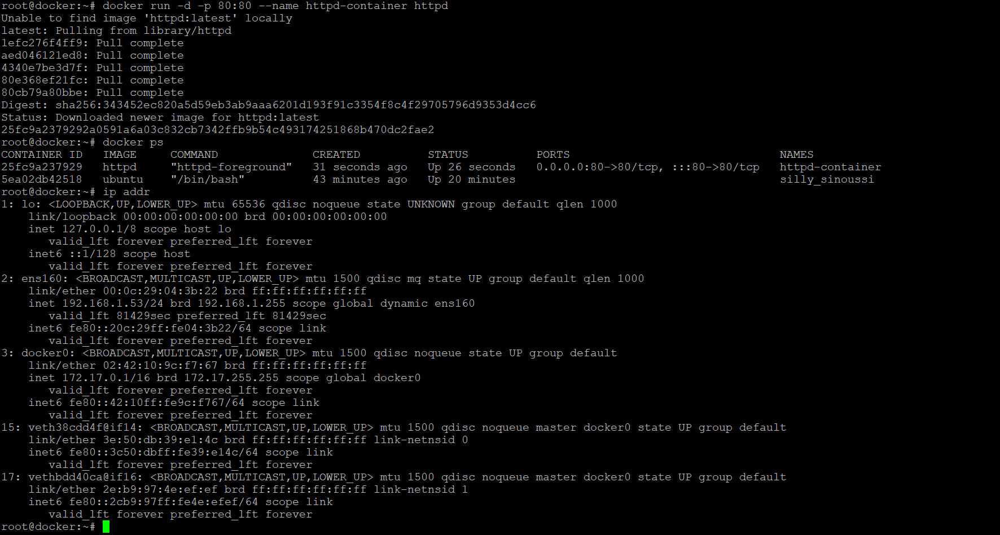 root@docker:~# docker run -d -p 80:80 --name httpd-container httpd
Unable to find image 'httpd:latest' locally
latest: Pulling from library/httpd
1efc276f4ff9: Pull complete
aed046121ed8: Pull complete
4340e7be3d7f: Pull complete
80e368ef21fc: Pull complete
80cb79a80bbe: Pull complete
Digest: sha256:343452ec820a5d59eb3ab9aaa6201d193f91c3354f8c4f29705796d9353d4cc6
Status: Downloaded newer image for httpd:latest
25fc9a2379292a0591a6a03c832cb7342ffb9b54c493174251868b470dc2fae2
root@docker:~# docker ps
CONTAINER ID   IMAGE     COMMAND              CREATED          STATUS          PORTS                               NAMES
25fc9a237929   httpd     "httpd-foreground"   31 seconds ago   Up 26 seconds   0.0.0.0:80->80/tcp, :::80->80/tcp   httpd-container
5ea02db42518   ubuntu    "/bin/bash"          43 minutes ago   Up 20 minutes                                       silly_sinoussi
root@docker:~# ip addr
1: lo: <LOOPBACK,UP,LOWER_UP> mtu 65536 qdisc noqueue state UNKNOWN group default qlen 1000
    link/loopback 00:00:00:00:00:00 brd 00:00:00:00:00:00
    inet 127.0.0.1/8 scope host lo
       valid_lft forever preferred_lft forever
    inet6 ::1/128 scope host
       valid_lft forever preferred_lft forever
2: ens160: <BROADCAST,MULTICAST,UP,LOWER_UP> mtu 1500 qdisc mq state UP group default qlen 1000
    link/ether 00:0c:29:04:3b:22 brd ff:ff:ff:ff:ff:ff
    inet 192.168.1.53/24 brd 192.168.1.255 scope global dynamic ens160
       valid_lft 81429sec preferred_lft 81429sec
    inet6 fe80::20c:29ff:fe04:3b22/64 scope link
       valid_lft forever preferred_lft forever
3: docker0: <BROADCAST,MULTICAST,UP,LOWER_UP> mtu 1500 qdisc noqueue state UP group default
    link/ether 02:42:10:9c:f7:67 brd ff:ff:ff:ff:ff:ff
    inet 172.17.0.1/16 brd 172.17.255.255 scope global docker0
       valid_lft forever preferred_lft forever
    inet6 fe80::42:10ff:fe9c:f767/64 scope link
       valid_lft forever preferred_lft forever
15: veth38cdd4f@if14: <BROADCAST,MULTICAST,UP,LOWER_UP> mtu 1500 qdisc noqueue master docker0 state UP group default
    link/ether 3e:50:db:39:e1:4c brd ff:ff:ff:ff:ff:ff link-netnsid 0
    inet6 fe80::3c50:dbff:fe39:e14c/64 scope link
       valid_lft forever preferred_lft forever
17: vethbdd40ca@if16: <BROADCAST,MULTICAST,UP,LOWER_UP> mtu 1500 qdisc noqueue master docker0 state UP group default
    link/ether 2e:b9:97:4e:ef:ef brd ff:ff:ff:ff:ff:ff link-netnsid 1
    inet6 fe80::2cb9:97ff:fe4e:efef/64 scope link
       valid_lft forever preferred_lft forever
root@docker:~#